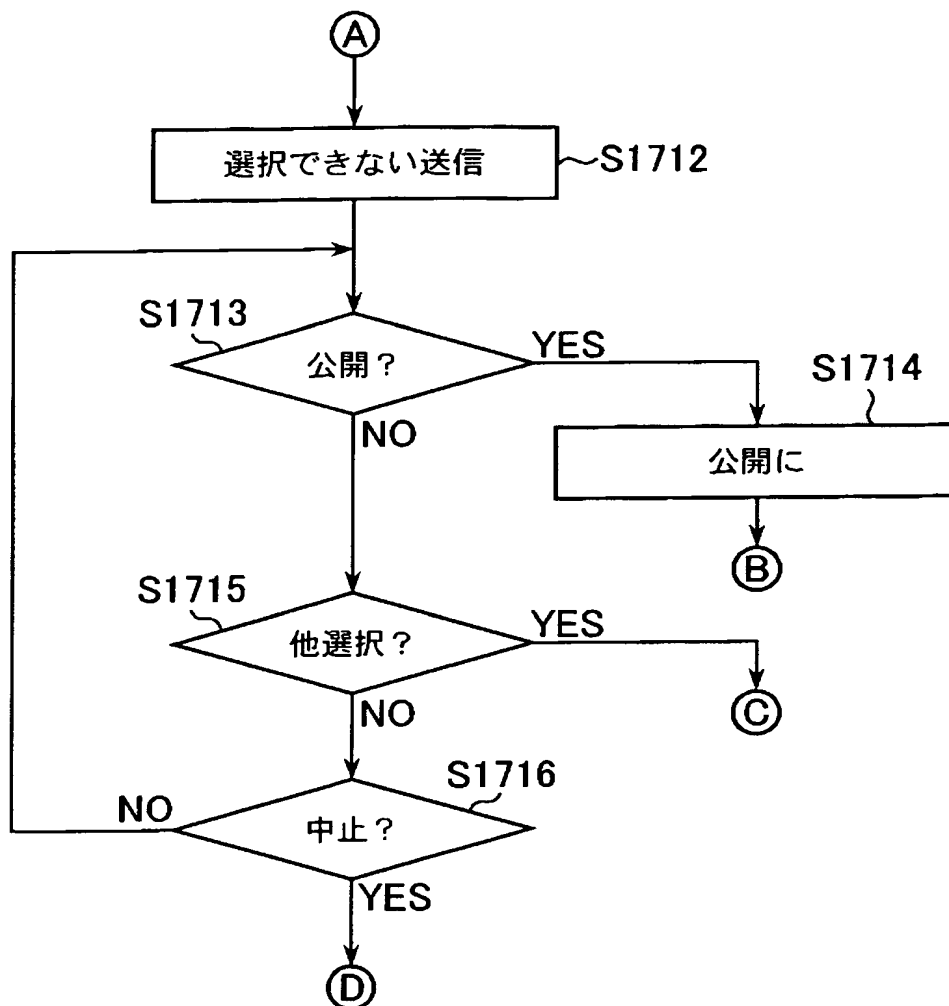 A
選択できない送信
S1712
S1713
公開？
YES
NO
S1714
公開に
B
S1715
他選択？
YES
NO
C
S1716
中止？
NO
YES
D